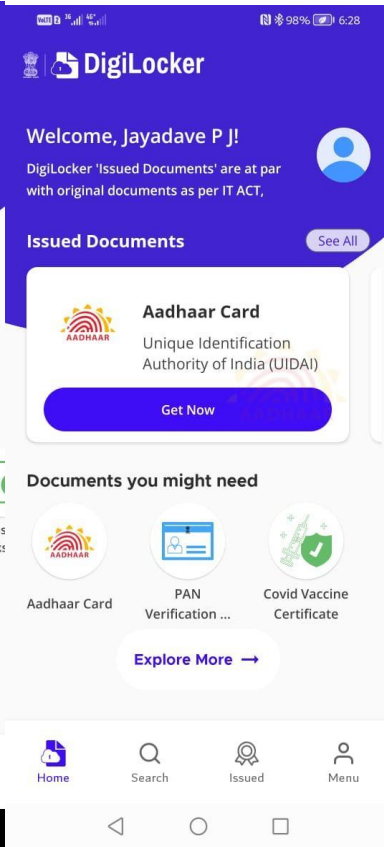 98% 6:28
DigiLocker
Welcome, Jayadave P J!
DigiLocker 'Issued Documents' are at par
with original documents as per IT ACT,
Issued Documents
See All
AADHAAR
Aadhaar Card
Unique Identification
Authority of India (UIDAI)
AADHAAR
Get Now
Documents you might need
AADHAAR
Aadhaar Card
PAN
Verification ...
Covid Vaccine
Certificate
Explore More →
Home
Search
Issued
Menu